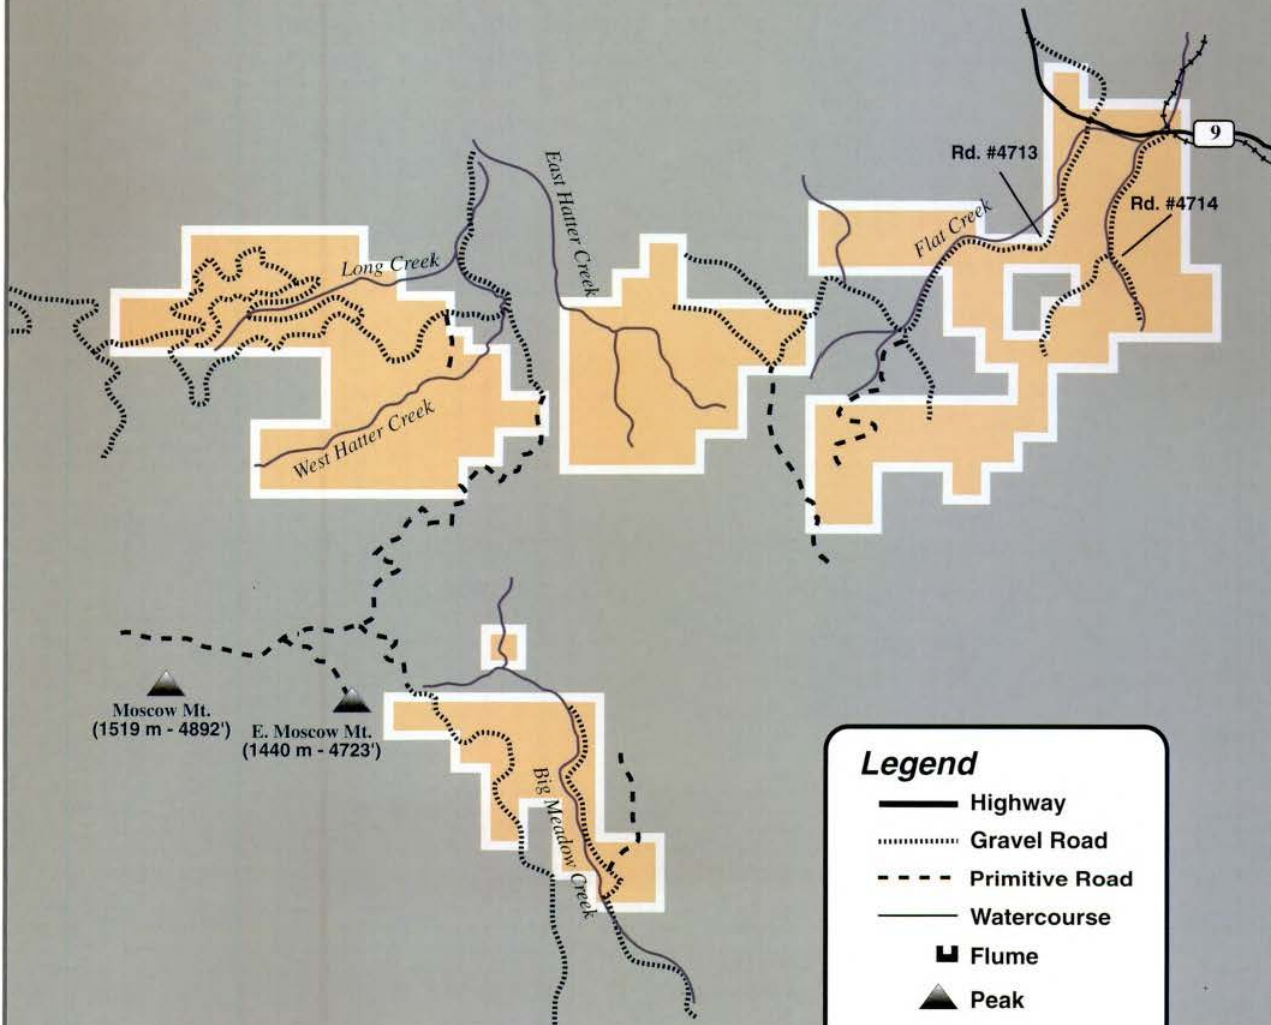 9
Rd. #4713
Rd. #4714
East Hatter Creek
Flat Creek
Long Creek
West Hatter Creek
Moscow Mt.
(1519 m - 4892')
E. Moscow Mt.
(1440 m - 4723')
Big Meadow Creek
Legend
Highway
Gravel Road
Primitive Road
Watercourse
Flume
Peak